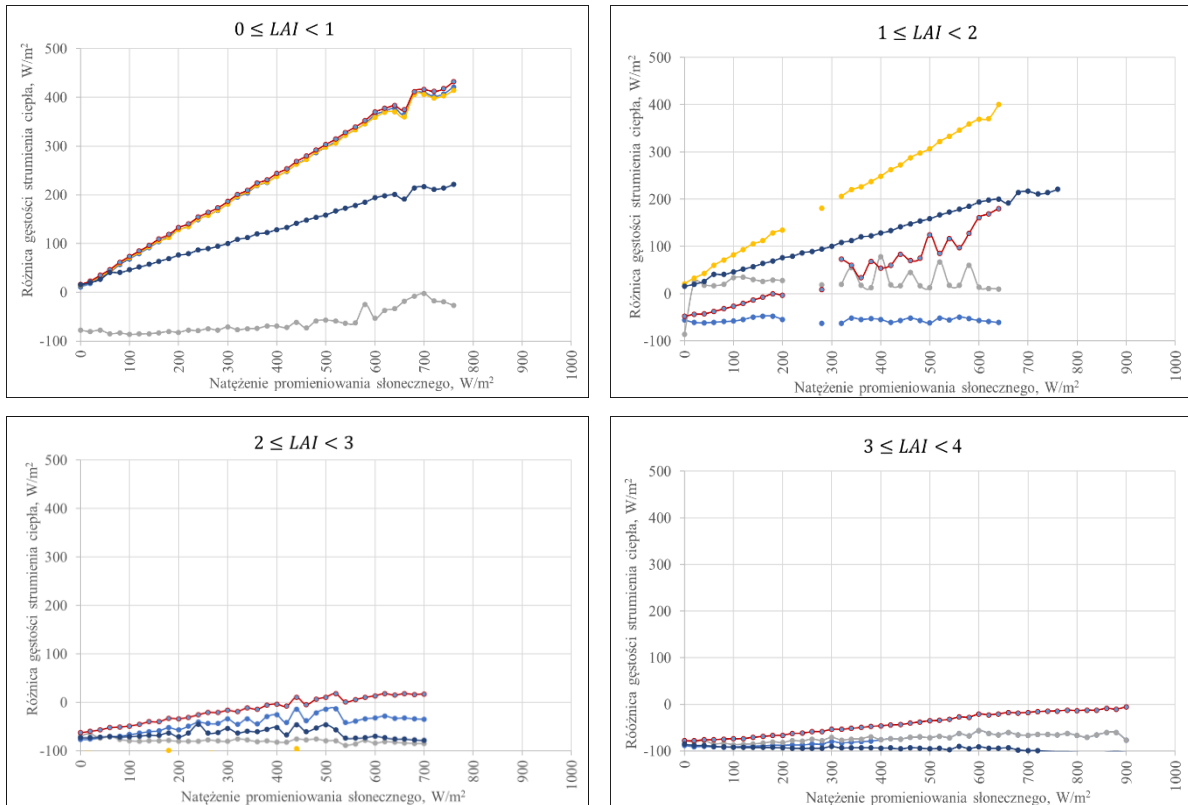 0 ≤ LAI < 1
Różnica gęstości strumienia ciepła, W/m²
500
400
300
200
100
0
-100
0 100 200 300 400 500 600 700 800 900 1000
Natężenie promieniowania słonecznego, W/m²
1 ≤ LAI < 2
Różnica gęstości strumienia ciepła, W/m²
500
400
300
200
100
0
-100
0 100 200 300 400 500 600 700 800 900 1000
Natężenie promieniowania słonecznego, W/m²
2 ≤ LAI < 3
Różnica gęstości strumienia ciepła, W/m²
500
400
300
200
100
0
-100
0 100 200 300 400 500 600 700 800 900 1000
Natężenie promieniowania słonecznego, W/m²
3 ≤ LAI < 4
Różnica gęstości strumienia ciepła, W/m²
500
400
300
200
100
0
-100
0 100 200 300 400 500 600 700 800 900 1000
Natężenie promieniowania słonecznego, W/m²